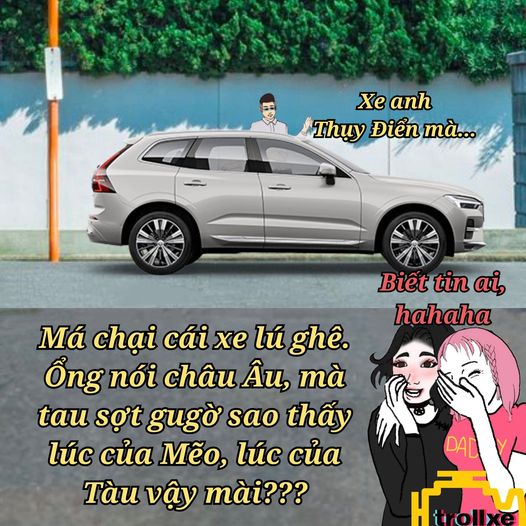 Xe anh
Thụy Điển mà...
Biết tin ai,
hahaha
Má chại cái xe lú ghê.
Ổng nói châu Âu, mà
tau sợt gugờ sao thấy
lúc của Mẽo, lúc của
Tàu vậy mài???
DADDY
trollxe